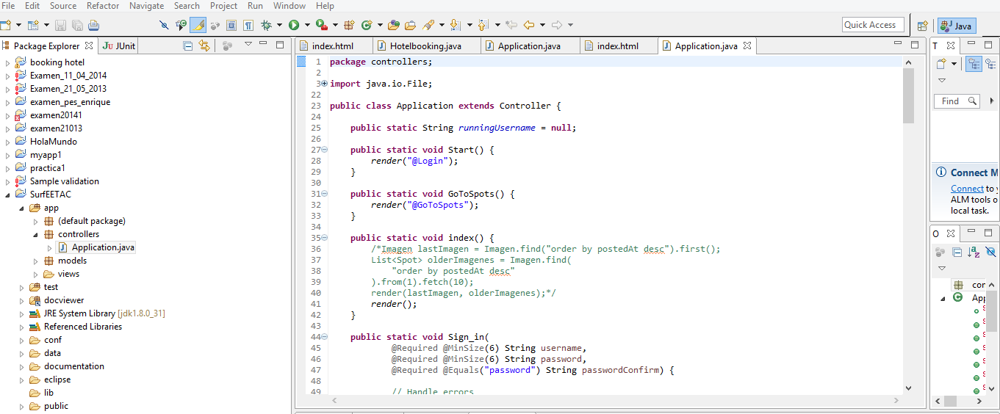 File Edit Source Refactor Navigate Search Project Run Window Help
Quick Access
Java
Package Explorer
JUnit
booking hotel
Examen_11_04_2014
Examen_21_05_2013
examen_pes_enrique
examen20141
examen21013
HolaMundo
myapp1
practica1
Sample validation
SurfEETAC
app
(default package)
controllers
Application.java
models
views
test
docviewer
JRE System Library [jdk1.8.0_31]
Referenced Libraries
conf
data
documentation
eclipse
lib
public
index.html
Hotelbooking.java
Application.java
index.html
Application.java
1 package controllers;
2
3 import java.io.File;
22
23 public class Application extends Controller {
24
25 public static String runningUsername = null;
26
27 public static void Start() {
28 render("@Login");
29 }
30
31 public static void GoToSpots() {
32 render("@GoToSpots");
33 }
34
35 public static void index() {
36 /*Imagen lastImagen = Imagen.find("order by postedAt desc").first();
37 List<Spot> olderImagenes = Imagen.find(
38 "order by postedAt desc"
39 ).from(1).fetch(10);
40 render(lastImagen, olderImagenes);*/
41 render();
42 }
43
44 public static void Sign_in(
45 @Required @MinSize(6) String username,
46 @Required @MinSize(6) String password,
47 @Required @Equals("password") String passwordConfirm) {
48
49 // Handle errors
T
Find
Connect M
Connect to
ALM tools o
local task.
O
cor
App